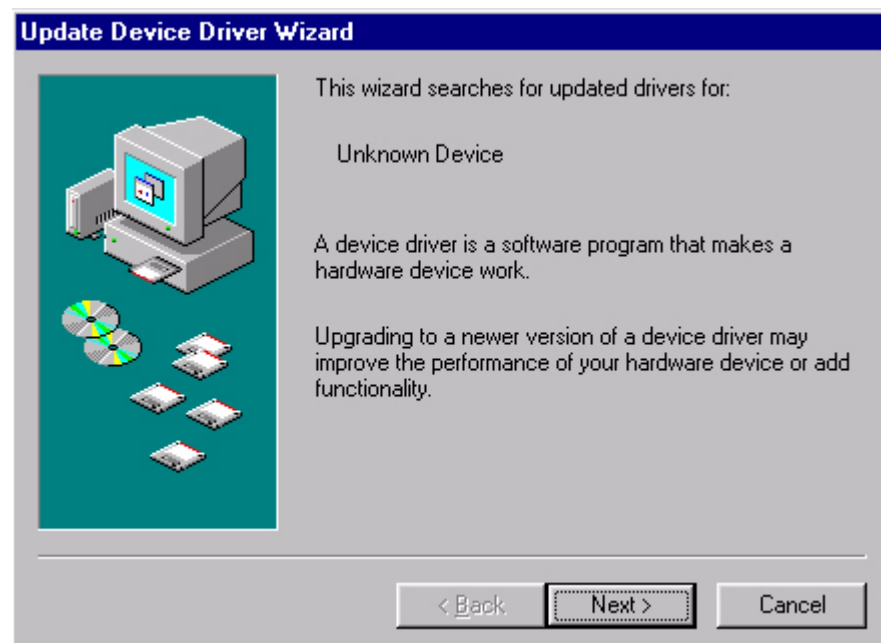 Update Device Driver Wizard
This wizard searches for updated drivers for:
Unknown Device
A device driver is a software program that makes a
hardware device work.
Upgrading to a newer version of a device driver may
improve the performance of your hardware device or add
functionality.
< Back
Next >
Cancel